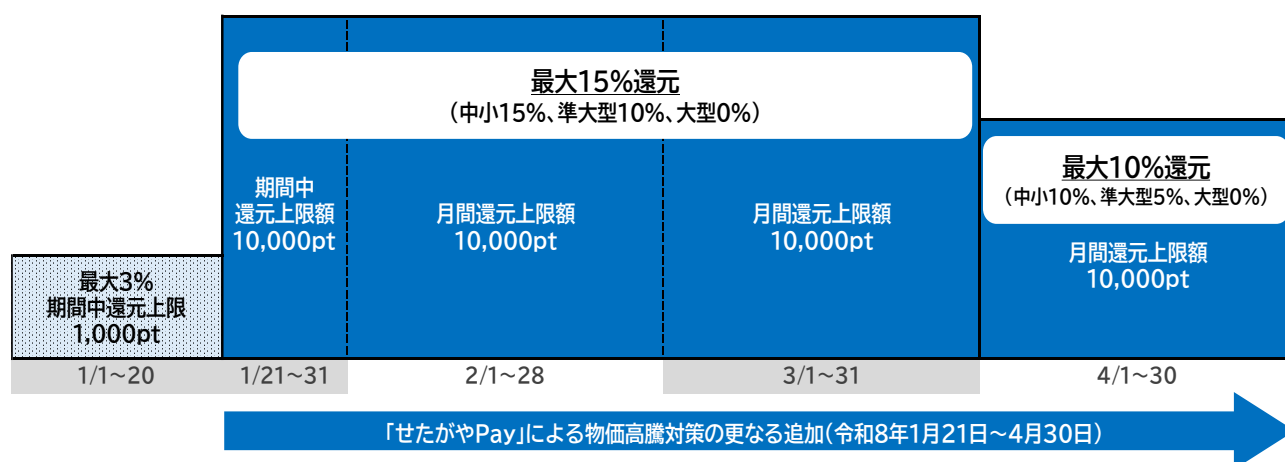 最大15%還元
(中小15%、準大型10%、大型0%)
最大10%還元
(中小10%、準大型5%、大型0%)
期間中
還元上限額
10,000pt
月間還元上限額
10,000pt
月間還元上限額
10,000pt
月間還元上限額
10,000pt
最大3%
期間中還元上限
1,000pt
1/1~20
1/21~31
2/1~28
3/1~31
4/1~30
「せたがやPay」による物価高騰対策の更なる追加(令和8年1月21日~4月30日)